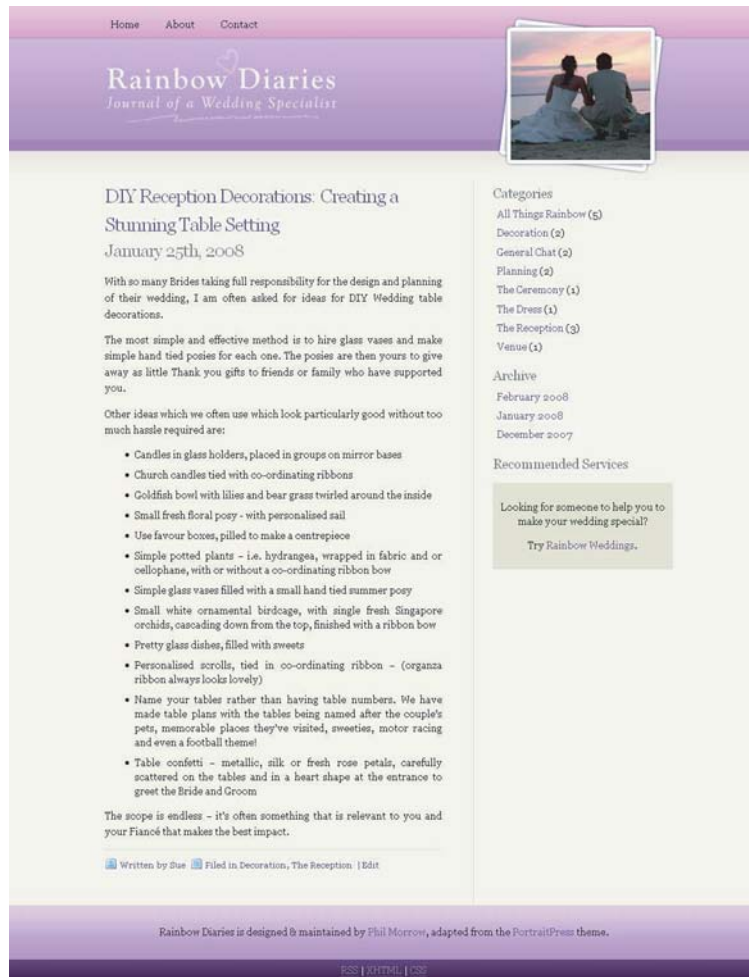 Home About Contact
Rainbow Diaries
Journal of a Wedding Specialist
DIY Reception Decorations: Creating a
Stunning Table Setting
January 25th, 2008
With so many Brides taking full responsibility for the design and planning
of their wedding, I am often asked for ideas for DIY Wedding table
decorations.
The most simple and effective method is to hire glass vases and make
simple hand tied posies for each one. The posies are then yours to give
away as little Thank you gifts to friends or family who have supported
you.
Other ideas which we often use which look particularly good without too
much hassle required are:
• Candles in glass holders, placed in groups on mirror bases
• Church candles tied with co-ordinating ribbons
• Goldfish bowl with lilies and bear grass twirled around the inside
• Small fresh floral posy - with personalised sail
• Use favour boxes, pilled to make a centrepiece
• Simple potted plants – i.e. hydrangea, wrapped in fabric and or
cellophane, with or without a co-ordinating ribbon bow
• Simple glass vases filled with a small hand tied summer posy
• Small white ornamental birdcage, with single fresh Singapore
orchids, cascading down from the top, finished with a ribbon bow
• Pretty glass dishes, filled with sweets
• Personalised scrolls, tied in co-ordinating ribbon – (organza
ribbon always looks lovely)
• Name your tables rather than having table numbers. We have
made table plans with the tables being named after the couple's
pets, memorable places they've visited, sweeties, motor racing
and even a football theme!
• Table confetti – metallic, silk or fresh rose petals, carefully
scattered on the tables and in a heart shape at the entrance to
greet the Bride and Groom
The scope is endless – it's often something that is relevant to you and
your Fiancé that makes the best impact.
Written by Sue Filed in Decoration, The Reception | Edit
Categories
All Things Rainbow (5)
Decoration (2)
General Chat (2)
Planning (2)
The Ceremony (1)
The Dress (1)
The Reception (3)
Venue (1)
Archive
February 2008
January 2008
December 2007
Recommended Services
Looking for someone to help you to
make your wedding special?
Try Rainbow Weddings.
Rainbow Diaries is designed & maintained by Phil Morrow, adapted from the PortraitPress theme.
RSS | XHTML | CSS